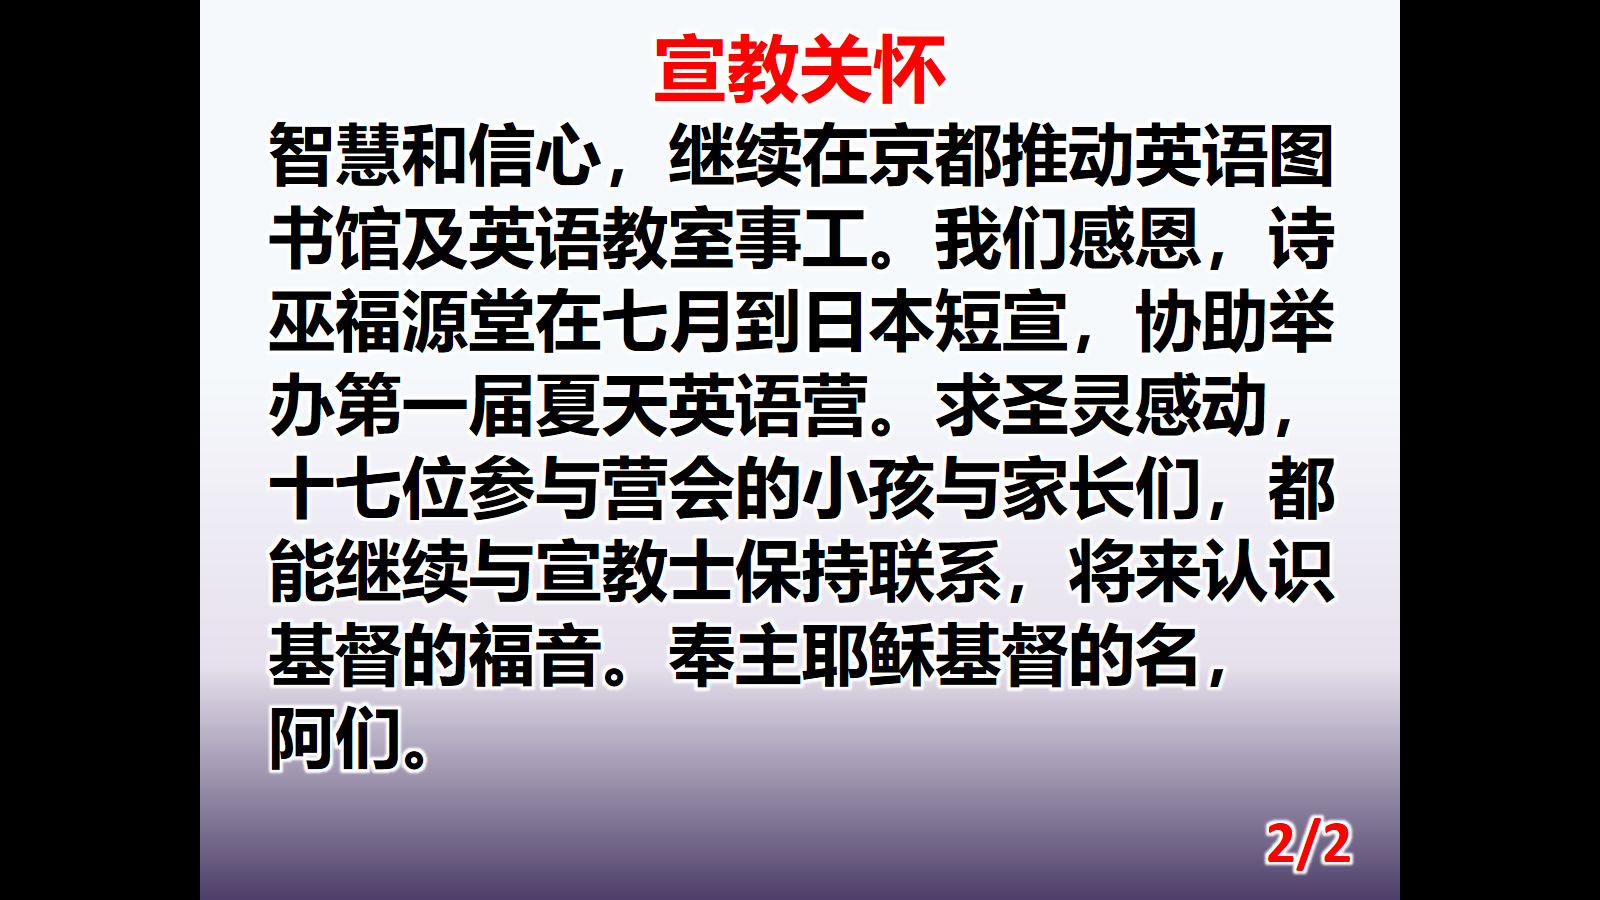 宣教关怀
智慧和信心，继续在京都推动英语图
书馆及英语教室事工。我们感恩，诗
巫福源堂在七月到日本短宣，协助举
办第一届夏天英语营。求圣灵感动，
十七位参与营会的小孩与家长们，都
能继续与宣教士保持联系，将来认识
基督的福音。奉主耶稣基督的名，
阿们。
2/2